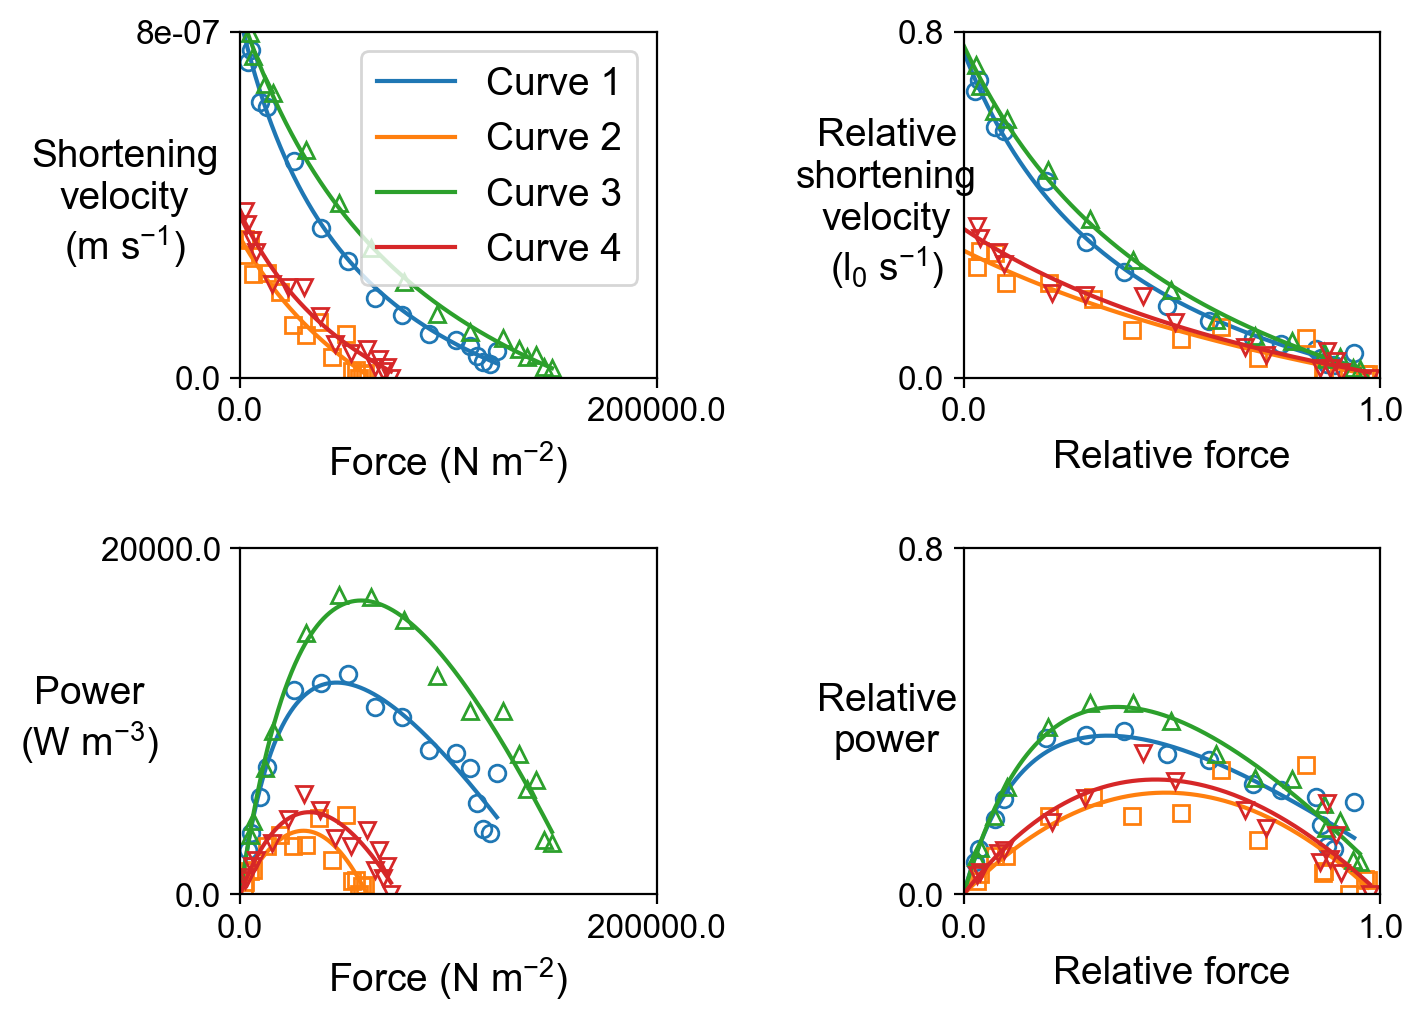 8e-07
Shortening
velocity
(m s⁻¹)
0.0
0.0
200000.0
Force (N m⁻²)
Curve 1
Curve 2
Curve 3
Curve 4
0.8
Relative
shortening
velocity
(l₀ s⁻¹)
0.0
0.0
1.0
Relative force
20000.0
Power
(W m⁻³)
0.0
0.0
200000.0
Force (N m⁻²)
0.8
Relative
power
0.0
0.0
1.0
Relative force